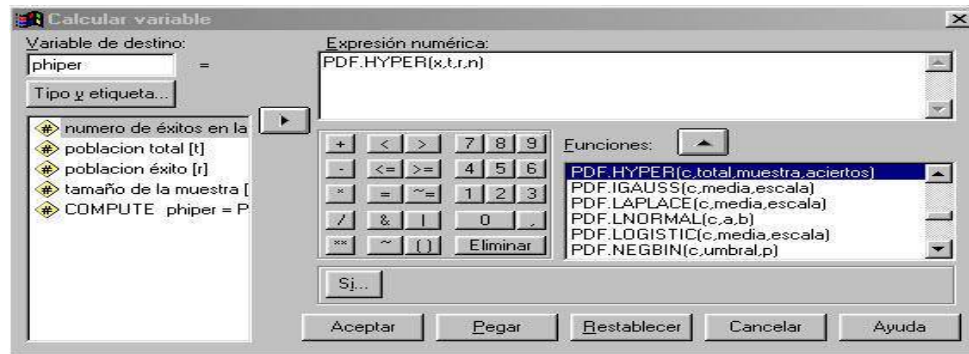 Calcular variable
Variable de destino:
phiper
=
Tipo y etiqueta...
numero de éxitos en la
poblacion total [t]
población éxito [r]
tamaño de la muestra [
COMPUTE phiper = P
Expresión numérica:
PDF.HYPER(x,t,r,n)
+ < > 7 8 9
- <= >= 4 5 6
* = ~= 1 2 3
/ & | 0 .
** ~ () Eliminar
Funciones:
PDF.HYPER(c,total,muestra,aciertos)
PDF.IGAUSS(c,media,escala)
PDF.LAPLACE(c,media,escala)
PDF.LNORMAL(c,a,b)
PDF.LOGISTIC(c,media,escala)
PDF.NEGBIN(c,umbral,p)
Si...
Aceptar
Pegar
Restablecer
Cancelar
Ayuda